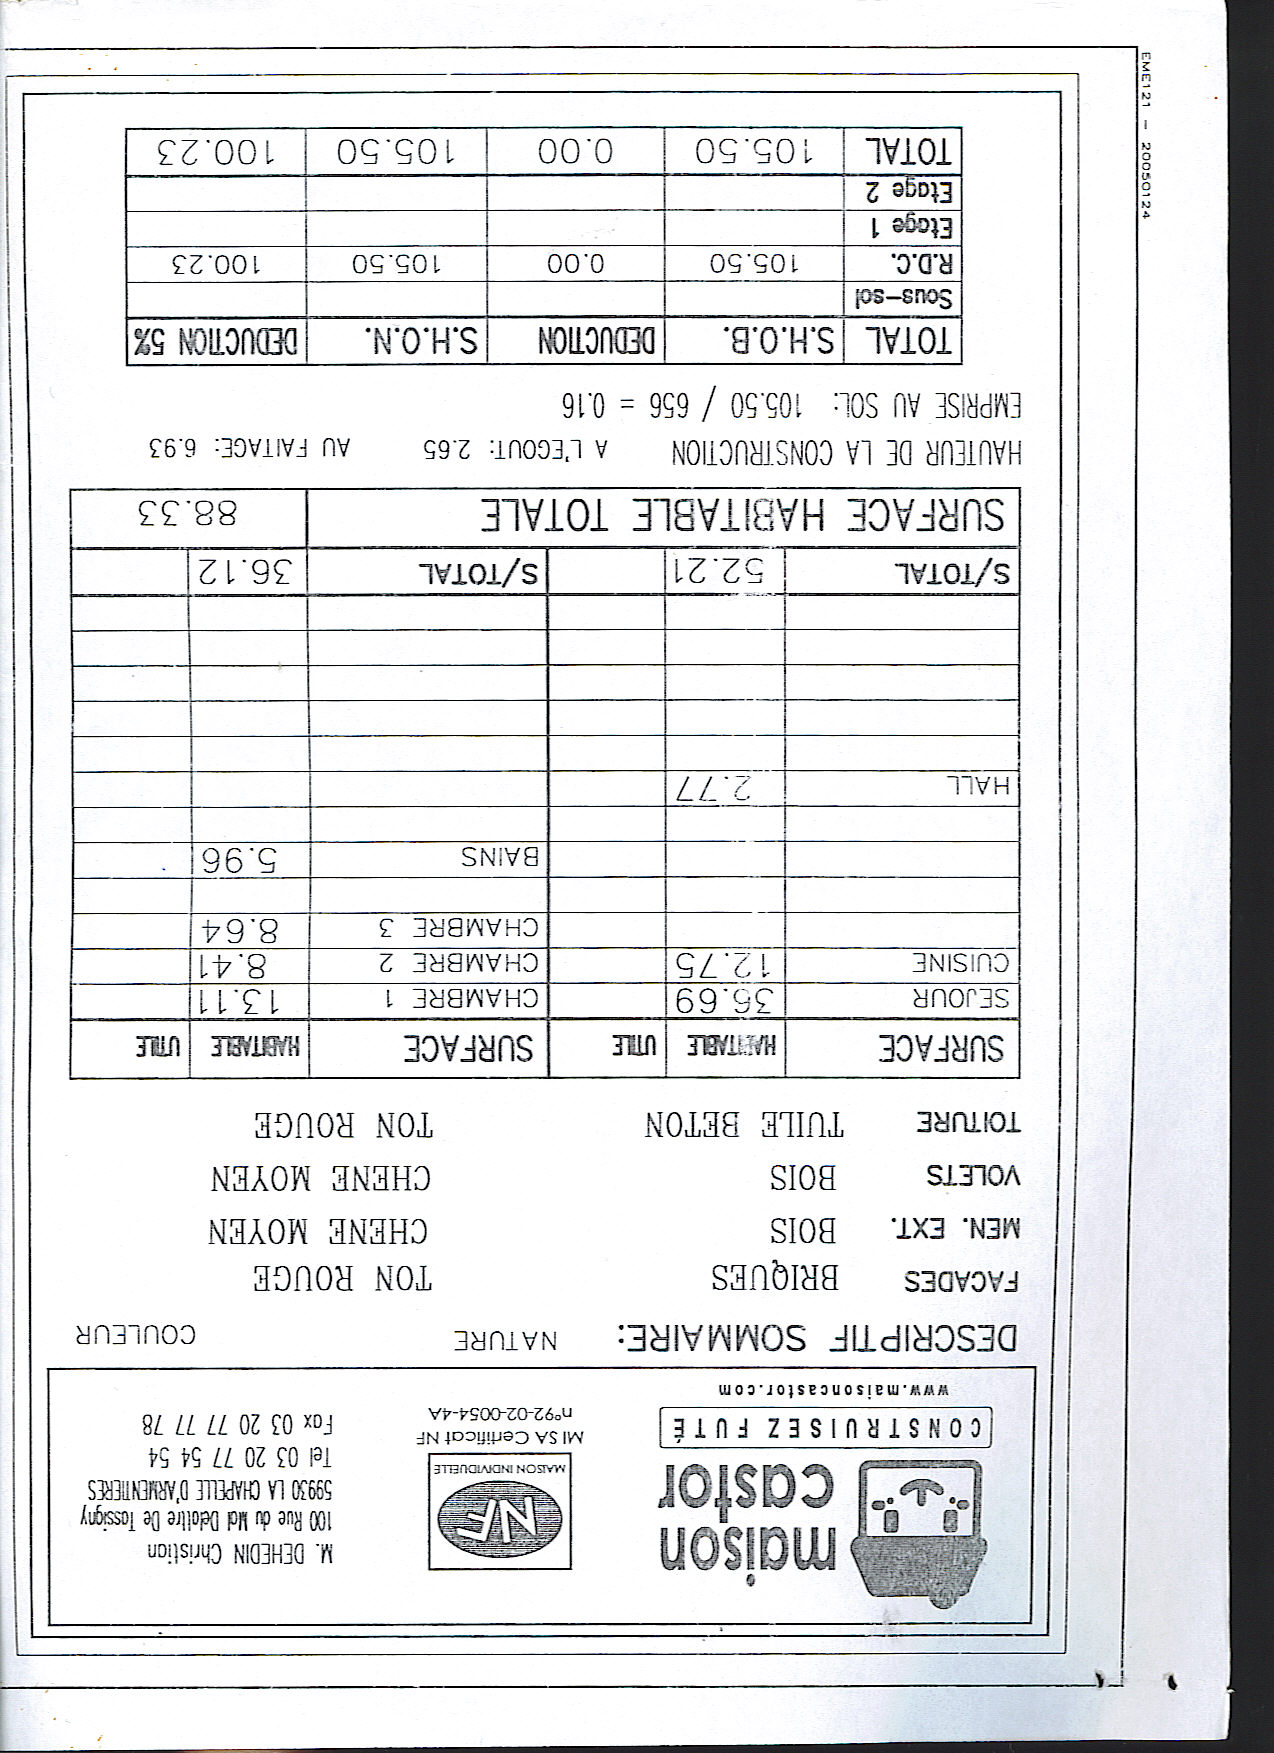 maison
castor
CONSTRUISEZ FUTÉ
www.maisoncastor.com
NF
MAISON INDIVIDUELLE
MI SA Certificat NF
n°92-02-0054-4A
M. DEHEDIN Christian
100 Rue du Mal Delattre De Tassigny
59930 LA CHAPELLE D'ARMENTIERES
Tel 03 20 77 54 54
Fax 03 20 77 77 78
DESCRIPTIF SOMMAIRE: NATURE COULEUR
FACADES BRIQUES TON ROUGE
MEN. EXT. BOIS CHENE MOYEN
VOLETS BOIS CHENE MOYEN
TOITURE TUILE BETON TON ROUGE
SURFACE HABITABLE UTILE SURFACE HABITABLE UTILE
SEJOUR 36.69 CHAMBRE 1 13.11
CUISINE 12.75 CHAMBRE 2 8.41
CHAMBRE 3 8.64
BAINS 5.96
HALL 2.77
S/TOTAL 52.21 S/TOTAL 36.12
SURFACE HABITABLE TOTALE 88.33
HAUTEUR DE LA CONSTRUCTION A L'EGOUT: 2.65 AU FAITAGE: 6.93
EMPRISE AU SOL: 105.50 / 656 = 0.16
TOTAL S.H.O.B. DEDUCTION S.H.O.N. DEDUCTION 5%
Sous-sol
R.D.C. 105.50 0.00 105.50 100.23
Etage 1
Etage 2
TOTAL 105.50 0.00 105.50 100.23
EME121 - 20050124